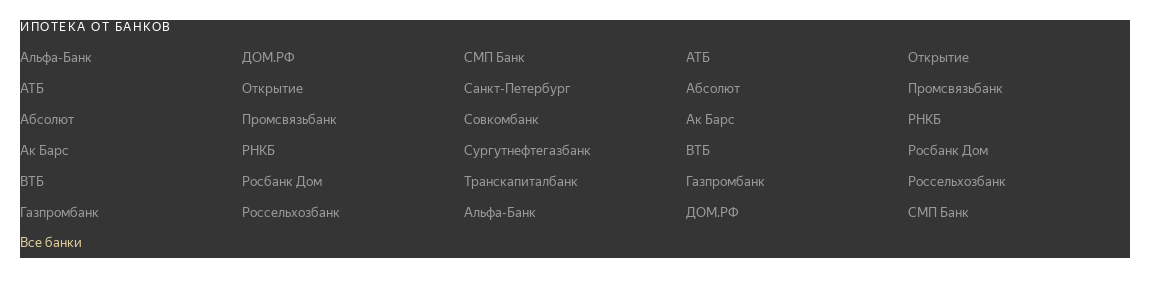 ИПОТЕКА ОТ БАНКОВ
Альфа-Банк ДОМ.РФ СМП Банк АТБ Открытие
АТБ Открытие Санкт-Петербург Абсолют Промсвязьбанк
Абсолют Промсвязьбанк Совкомбанк Ак Барс РНКБ
Ак Барс РНКБ Сургутнефтегазбанк ВТБ Росбанк Дом
ВТБ Росбанк Дом Транскапиталбанк Газпромбанк Россельхозбанк
Газпромбанк Россельхозбанк Альфа-Банк ДОМ.РФ СМП Банк
Все банки